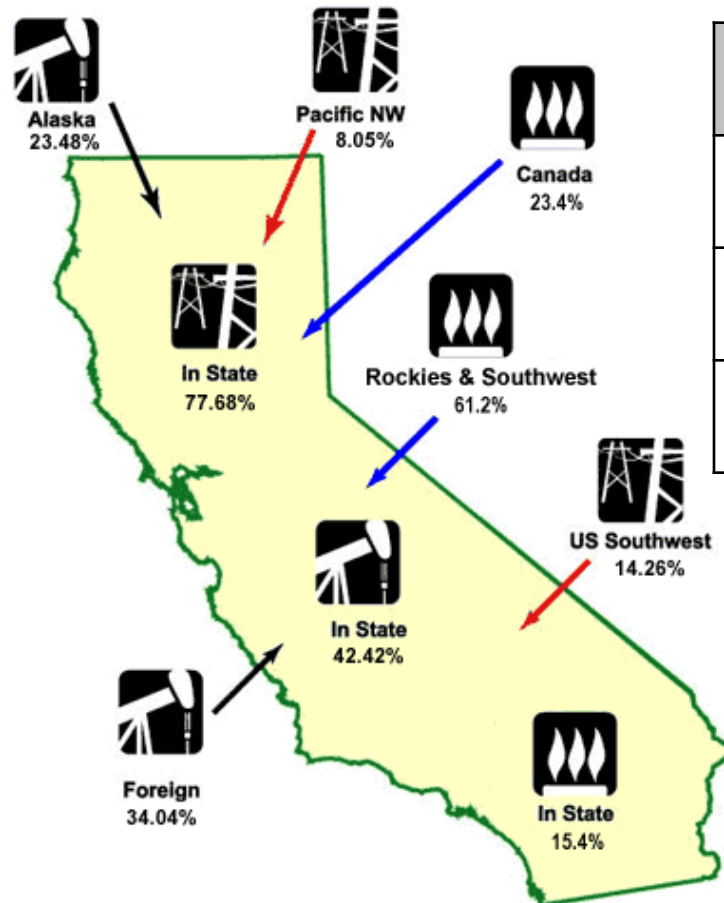 Alaska
23.48%
Pacific NW
8.05%
Canada
23.4%
In State
77.68%
Rockies & Southwest
61.2%
US Southwest
14.26%
In State
42.42%
Foreign
34.04%
In State
15.4%